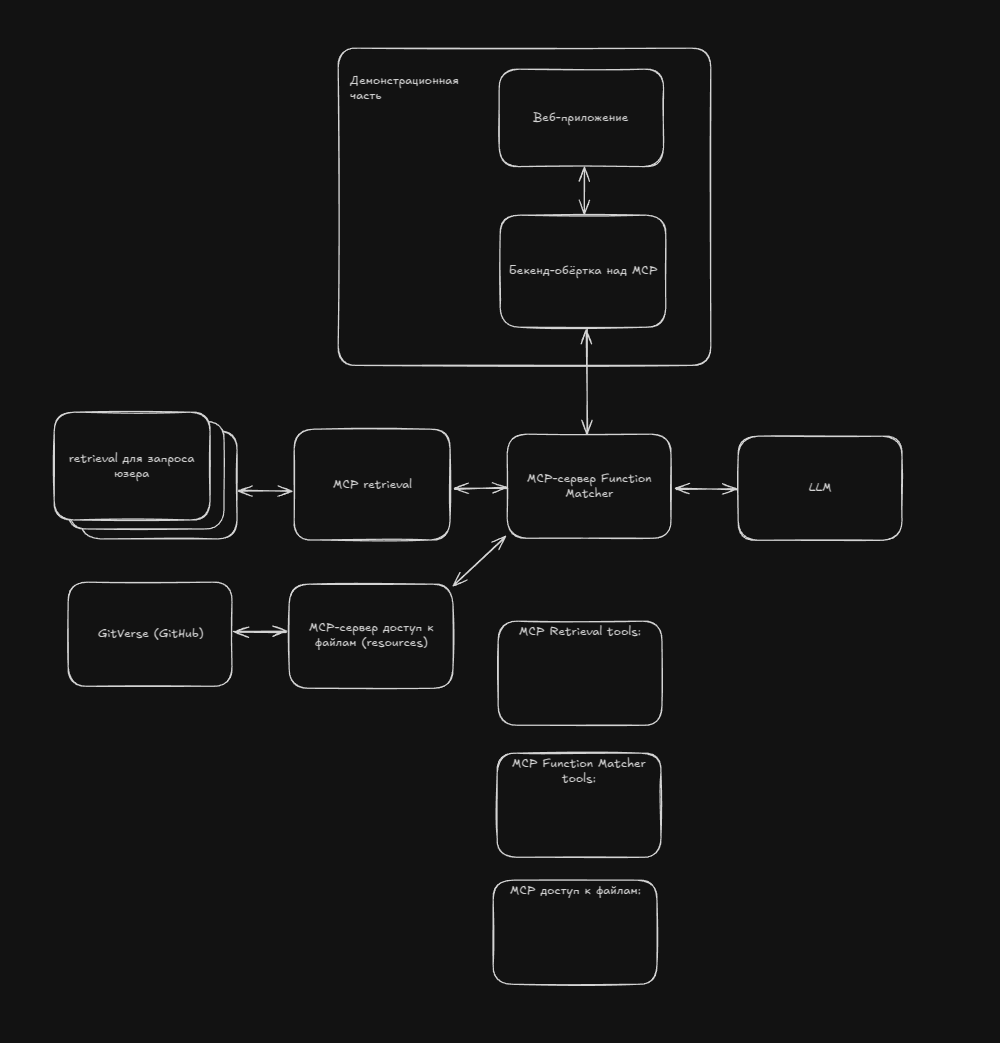 Демонстрационная
часть
Веб-приложение
Бекенд-обёртка над MCP
retrieval для запроса
юзера
MCP retrieval
MCP-сервер Function
Matcher
LLM
GitVerse (GitHub)
MCP-сервер доступ к
файлам (resources)
MCP Retrieval tools:
MCP Function Matcher
tools:
MCP доступ к файлам: